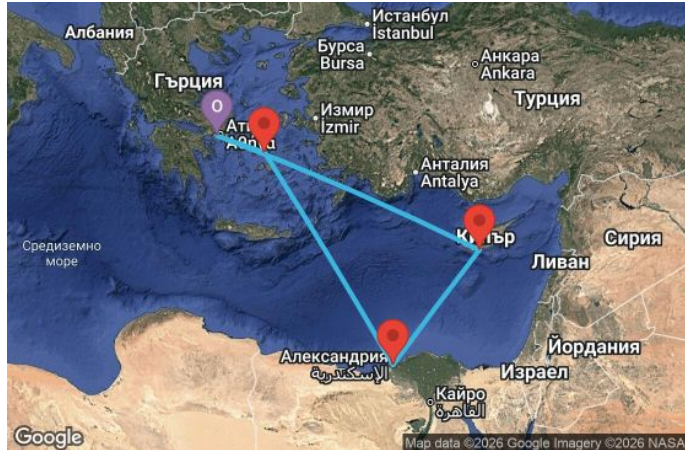 Истанбул
İstanbul
Албания
Бурса
Bursa
Анкара
Ankara
Гърция
Турция
O
Измир
İzmir
Анталия
Antalya
Средиземно
море
Сирия
Ливан
Александрия
الإسكندرية
Йордания
Израел
Кайро
القاهرة
Google
Map data ©2026 Google Imagery ©2026 NASA